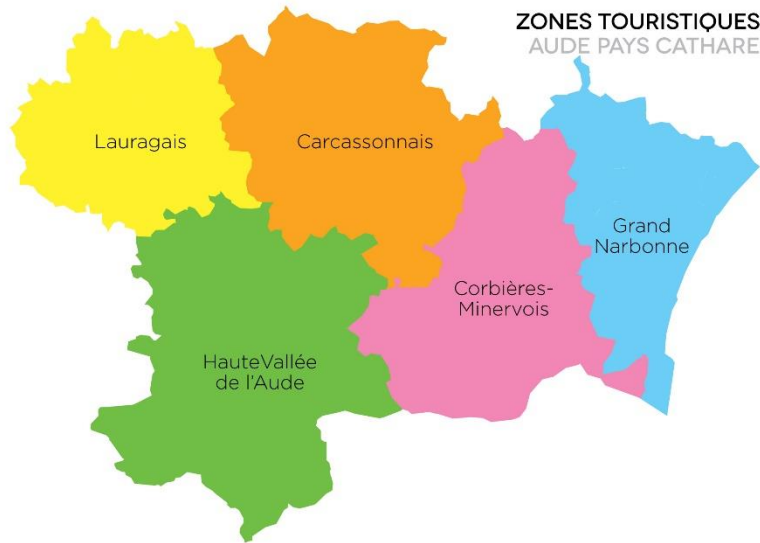 ZONES TOURISTIQUES
AUDE PAYS CATHARE
Lauragais
Carcassonnais
Grand
Narbonne
Corbières-
Minervois
HauteVallée
de l'Aude